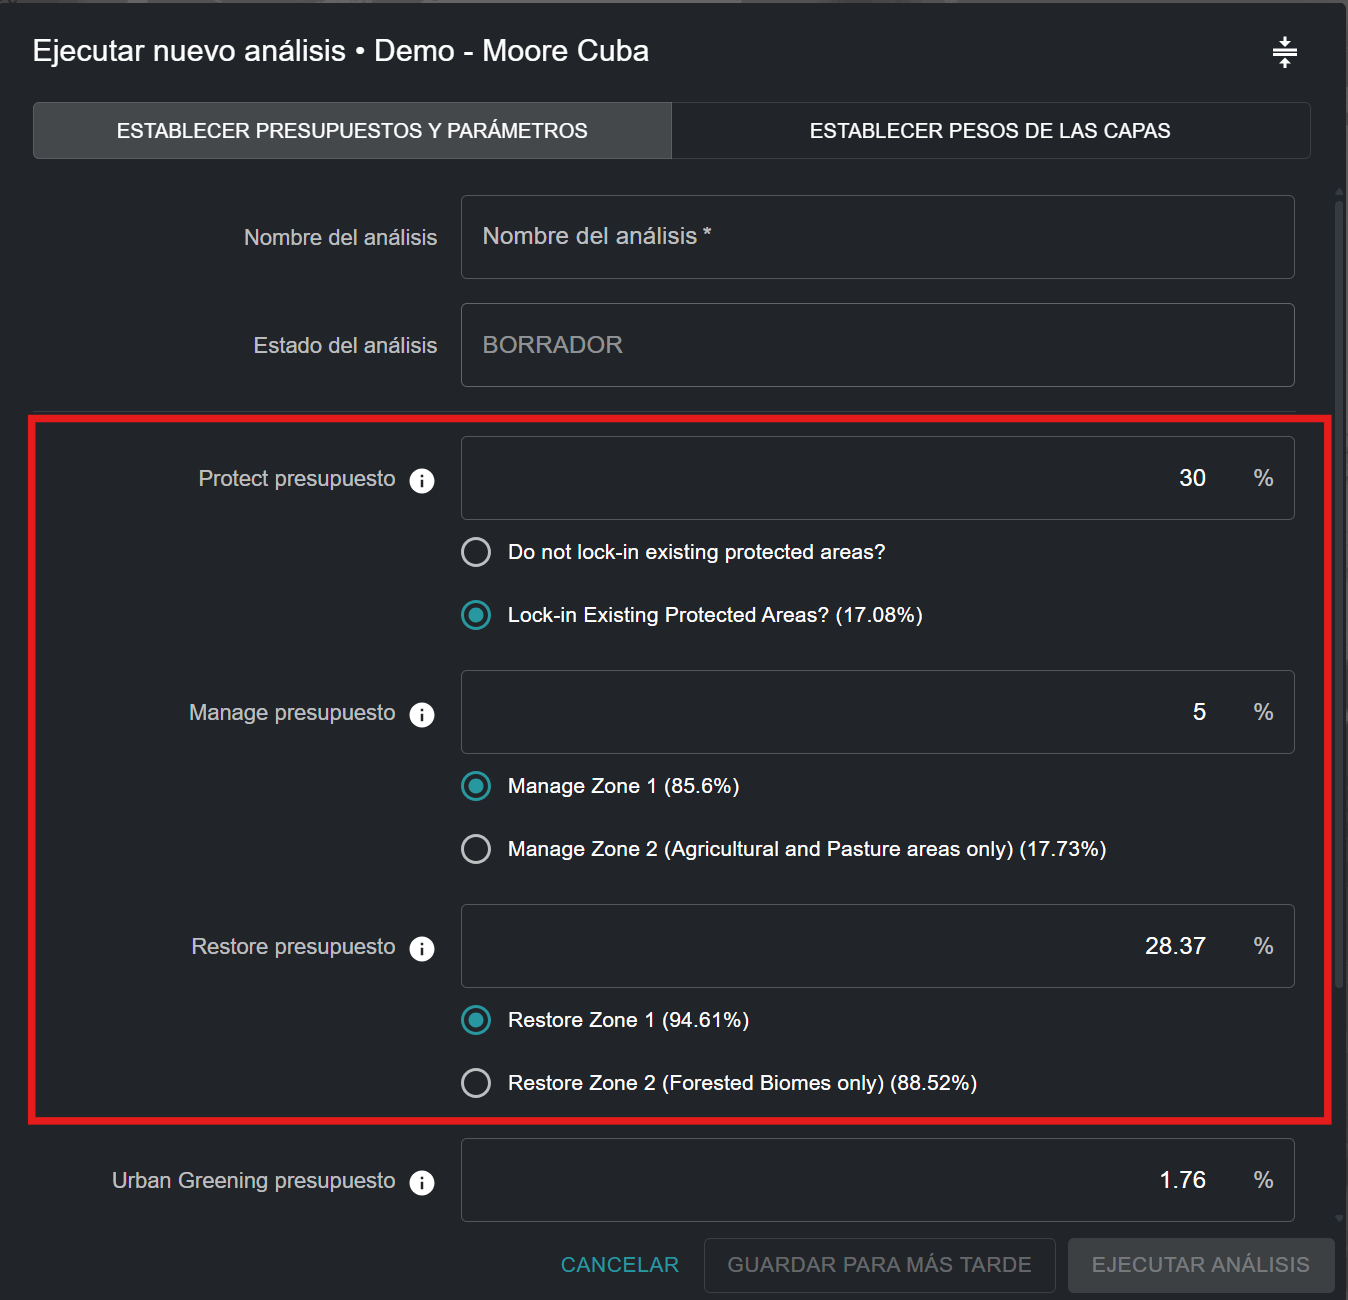 Ejecutar nuevo análisis • Demo - Moore Cuba
ESTABLECER PRESUPUESTOS Y PARÁMETROS
ESTABLECER PESOS DE LAS CAPAS
Nombre del análisis
Nombre del análisis *
Estado del análisis
BORRADOR
Protect presupuesto
30 %
Do not lock-in existing protected areas?
Lock-in Existing Protected Areas? (17.08%)
Manage presupuesto
5 %
Manage Zone 1 (85.6%)
Manage Zone 2 (Agricultural and Pasture areas only) (17.73%)
Restore presupuesto
28.37 %
Restore Zone 1 (94.61%)
Restore Zone 2 (Forested Biomes only) (88.52%)
Urban Greening presupuesto
1.76 %
CANCELAR
GUARDAR PARA MÁS TARDE
EJECUTAR ANÁLISIS